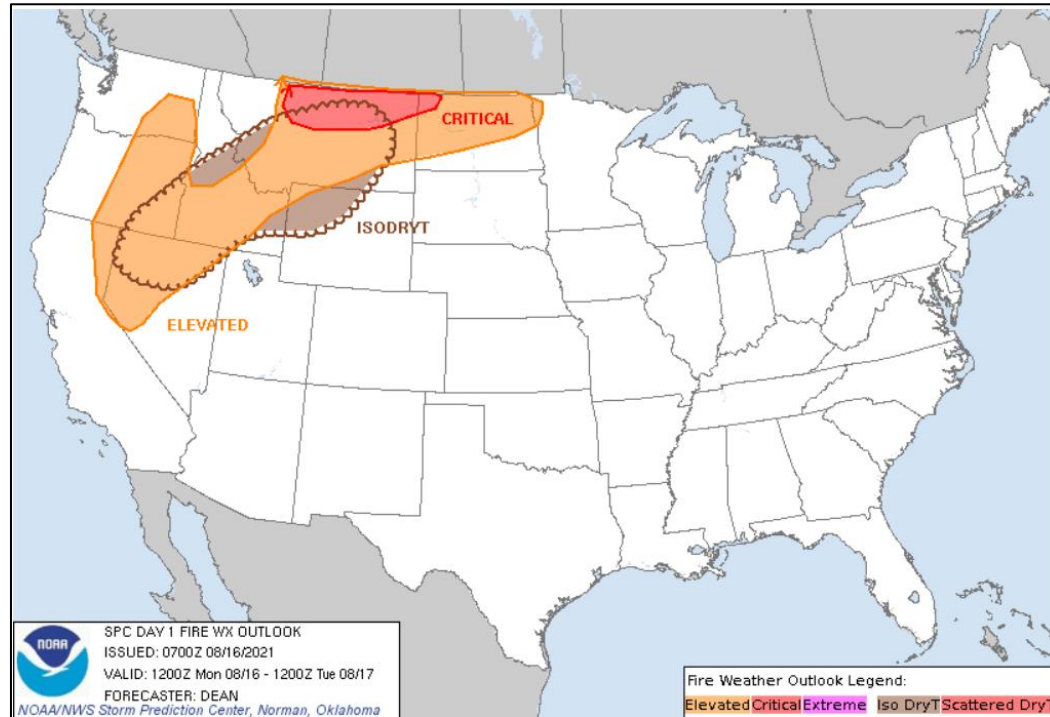 CRITICAL
ISODRYT
ELEVATED
NOAA
SPC DAY 1 FIRE WX OUTLOOK
ISSUED: 0700Z 08/16/2021
VALID: 1200Z Mon 08/16 - 1200Z Tue 08/17
FORECASTER: DEAN
NOAA/NWS Storm Prediction Center, Norman, Oklahoma
Fire Weather Outlook Legend:
Elevated Critical Extreme Iso DryT Scattered DryT